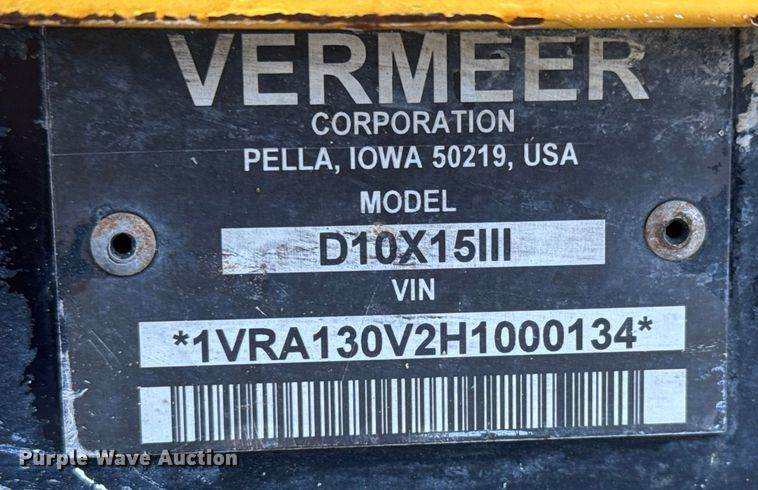 VERMEER
CORPORATION
PELLA, IOWA 50219, USA
MODEL
D10X15III
VIN
*1VRA130V2H1000134*
Purple Wave Auction